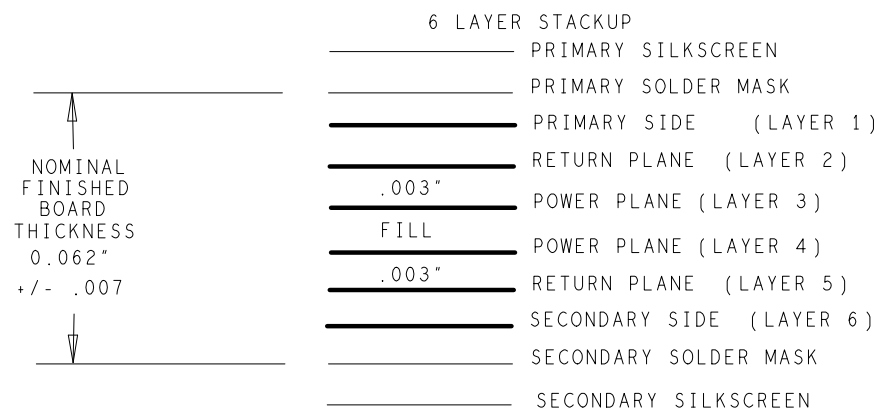 6 LAYER STACKUP
PRIMARY SILKSCREEN
PRIMARY SOLDER MASK
PRIMARY SIDE (LAYER 1)
RETURN PLANE (LAYER 2)
.003"
POWER PLANE (LAYER 3)
FILL
POWER PLANE (LAYER 4)
.003"
RETURN PLANE (LAYER 5)
SECONDARY SIDE (LAYER 6)
SECONDARY SOLDER MASK
SECONDARY SILKSCREEN
NOMINAL
FINISHED
BOARD
THICKNESS
0.062"
+/- .007